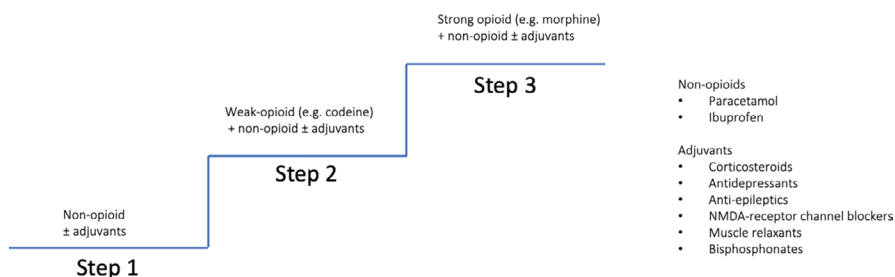 Strong opioid (e.g. morphine)
+ non-opioid ± adjuvants
Step 3
Weak-opioid (e.g. codeine)
+ non-opioid ± adjuvants
Step 2
Non-opioid
± adjuvants
Step 1
Non-opioids
• Paracetamol
• Ibuprofen
Adjuvants
• Corticosteroids
• Antidepressants
• Anti-epileptics
• NMDA-receptor channel blockers
• Muscle relaxants
• Bisphosphonates